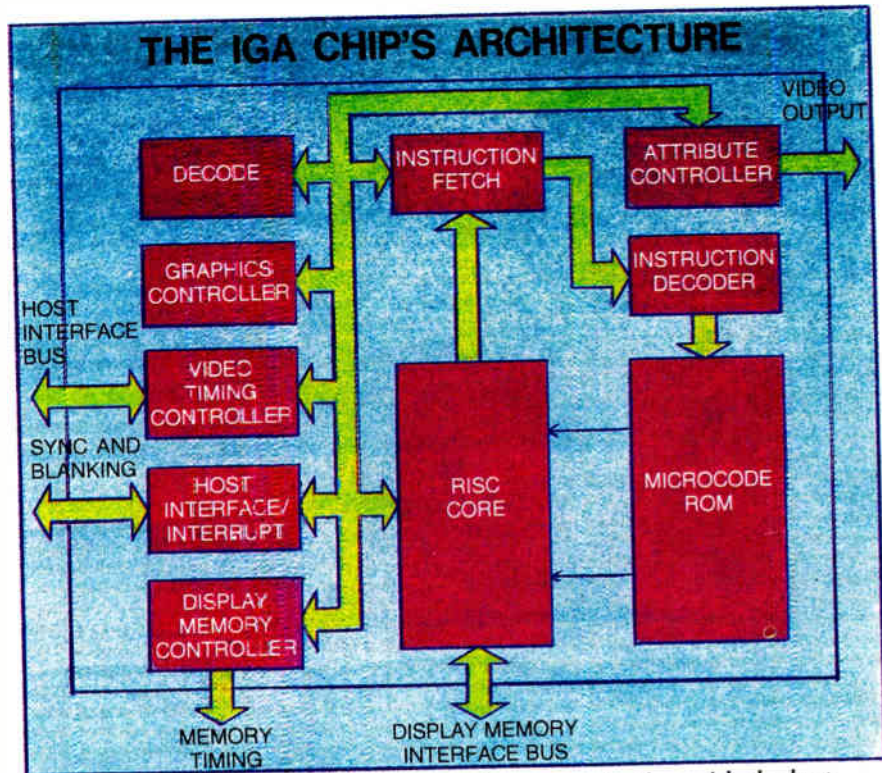 THE IGA CHIP'S ARCHITECTURE
VIDEO
OUTPUT
DECODE
INSTRUCTION
FETCH
ATTRIBUTE
CONTROLLER
GRAPHICS
CONTROLLER
INSTRUCTION
DECODER
HOST
INTERFACE
BUS
VIDEO
TIMING
CONTROLLER
SYNC AND
BLANKING
HOST
INTERFACE/
INTERRUPT
RISC
CORE
MICROCODE
ROM
DISPLAY
MEMORY
CONTROLLER
MEMORY
TIMING
DISPLAY MEMORY
INTERFACE BUS